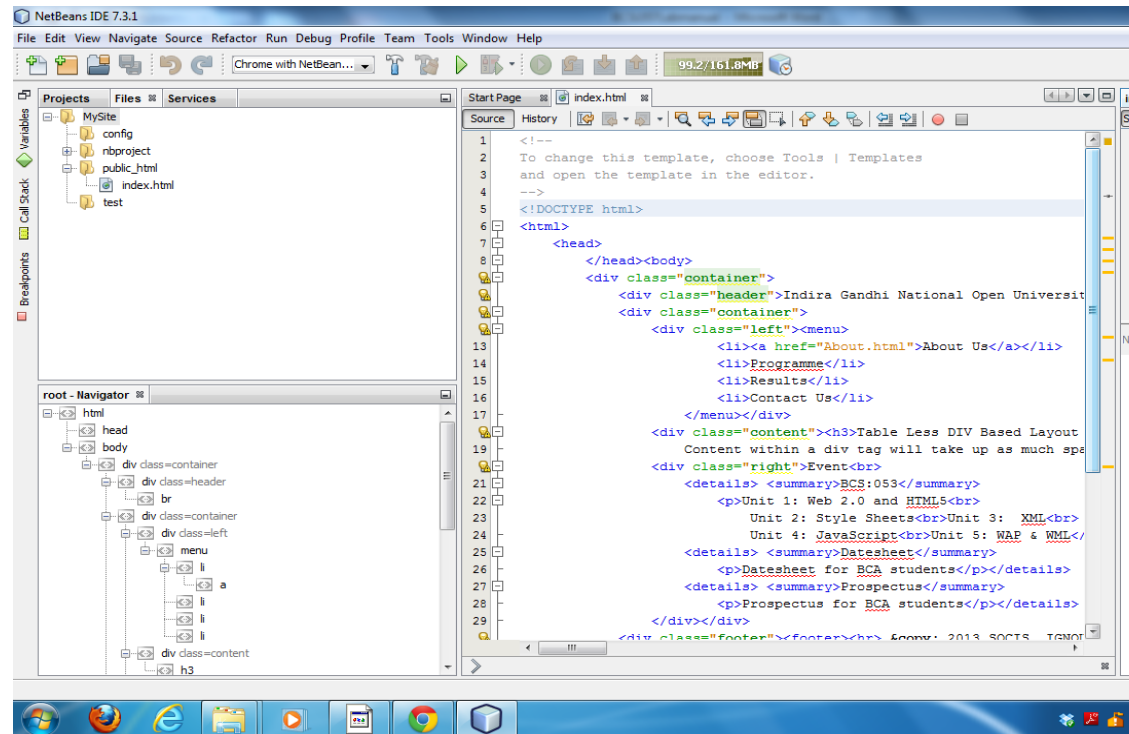 NetBeans IDE 7.3.1
File Edit View Navigate Source Refactor Run Debug Profile Team Tools Window Help
Chrome with NetBean...
99.2/161.8MB
Variables
Call Stack
Breakpoints
Projects Files Services
MySite
config
nbproject
public_html
index.html
test
root - Navigator
html
head
body
div class=container
div class=header
br
div class=container
div class=left
menu
li
a
li
li
li
div class=content
h3
Start Page index.html
Source History
1 <!--
2 To change this template, choose Tools | Templates
3 and open the template in the editor.
4 -->
5 <!DOCTYPE html>
6 <html>
7 <head>
8 </head><body>
<div class="container">
<div class="header">Indira Gandhi National Open Universit
<div class="container">
<div class="left"><menu>
13 <li><a href="About.html">About Us</a></li>
14 <li>Programme</li>
15 <li>Results</li>
16 <li>Contact Us</li>
17 </menu></div>
<div class="content"><h3>Table Less DIV Based Layout
19 Content within a div tag will take up as much spa
<div class="right">Event<br>
21 <details> <summary>BCS:053</summary>
22 <p>Unit 1: Web 2.0 and HTML5<br>
23 Unit 2: Style Sheets<br>Unit 3: XML<br>
24 Unit 4: JavaScript<br>Unit 5: WAP & WML</
25 <details> <summary>Datesheet</summary>
26 <p>Datesheet for BCA students</p></details>
27 <details> <summary>Prospectus</summary>
28 <p>Prospectus for BCA students</p></details>
29 </div></div>
<div class="footer"><footer><hr> &copy; 2013 SOCIS, IGNOU